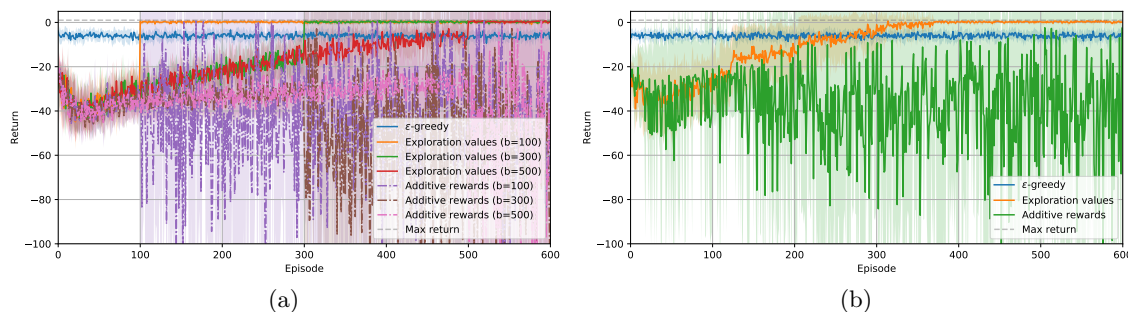 0
−20
−40
−60
−80
−100
Return
0
100
200
300
400
500
600
Episode
ε-greedy
Exploration values (b=100)
Exploration values (b=300)
Exploration values (b=500)
Additive rewards (b=100)
Additive rewards (b=300)
Additive rewards (b=500)
Max return
(a)
0
−20
−40
−60
−80
−100
Return
0
100
200
300
400
500
600
Episode
ε-greedy
Exploration values
Additive rewards
Max return
(b)